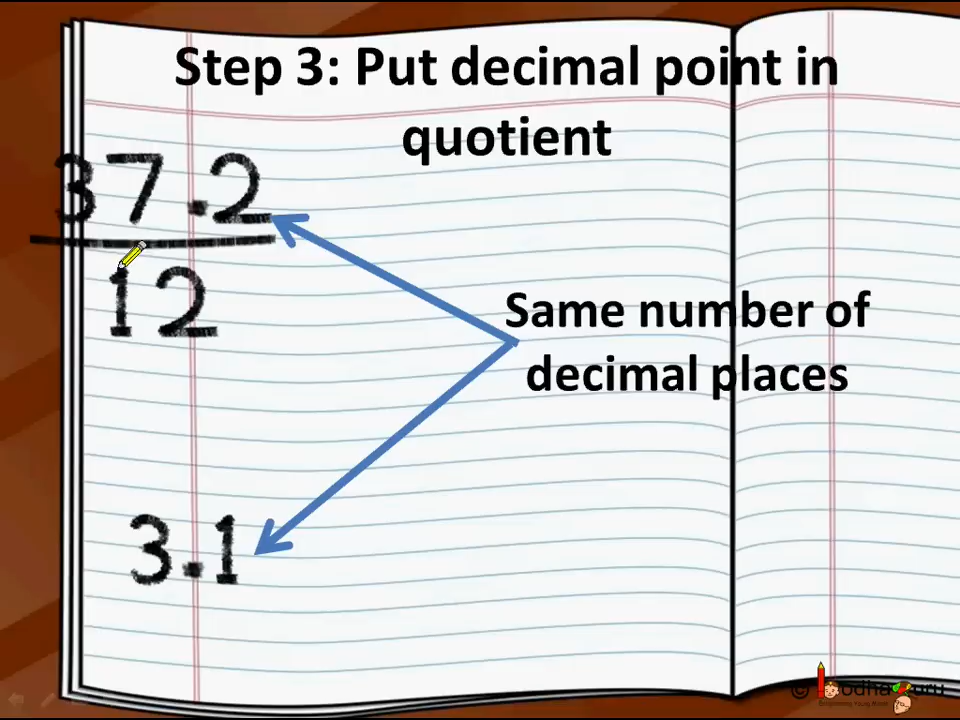 Step 3: Put decimal point in
quotient
37.2
12
Same number of
decimal places
3.1
©